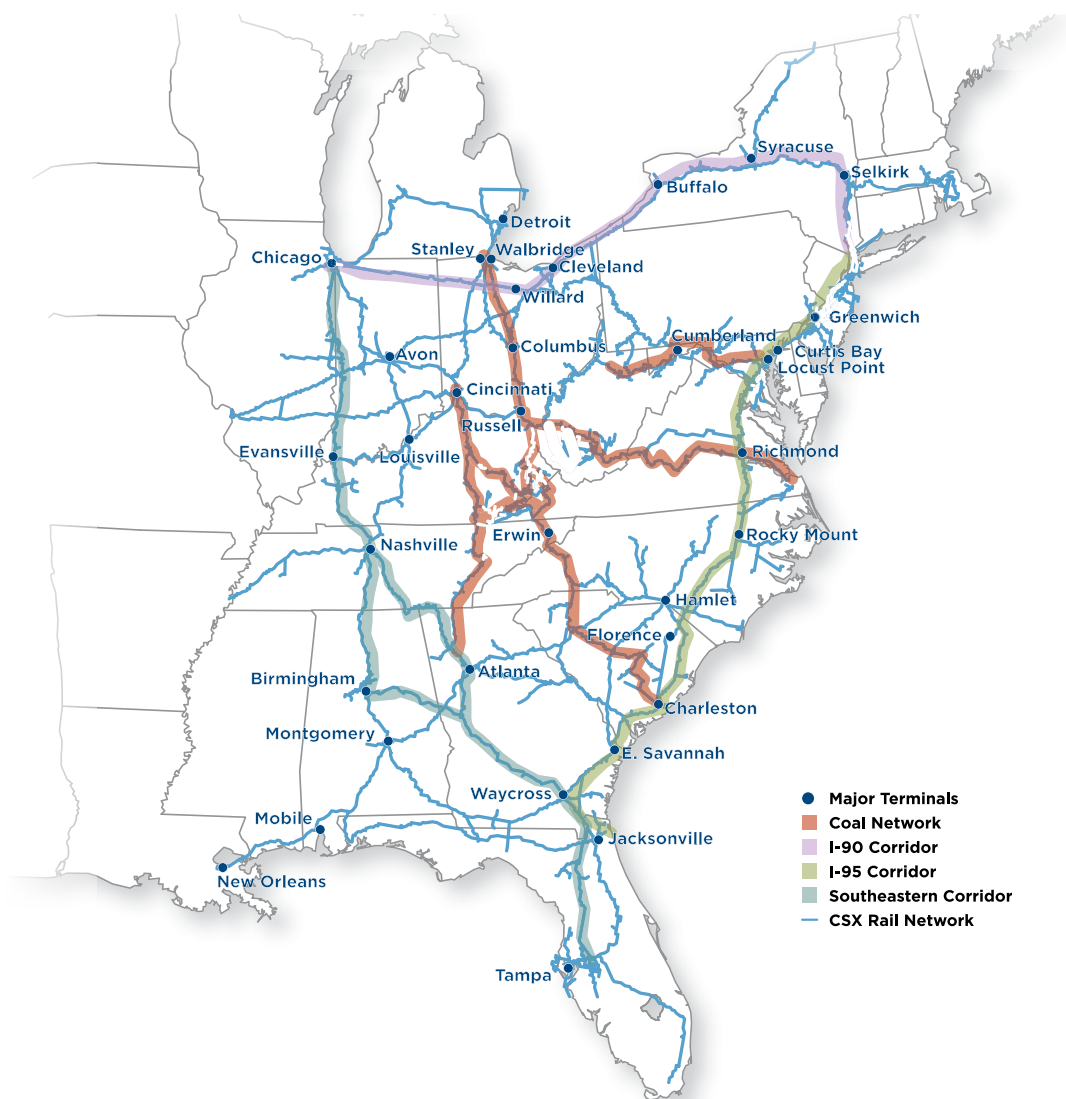 Syracuse
Selkirk
Buffalo
Detroit
Stanley
Walbridge
Chicago
Cleveland
Willard
Greenwich
Cumberland
Columbus
Curtis Bay
Avon
Locust Point
Cincinnati
Russell
Evansville
Louisville
Richmond
Erwin
Rocky Mount
Nashville
Hamlet
Florence
Atlanta
Birmingham
Charleston
Montgomery
E. Savannah
Waycross
Major Terminals
Mobile
Coal Network
Jacksonville
I-90 Corridor
I-95 Corridor
New Orleans
Southeastern Corridor
CSX Rail Network
Tampa